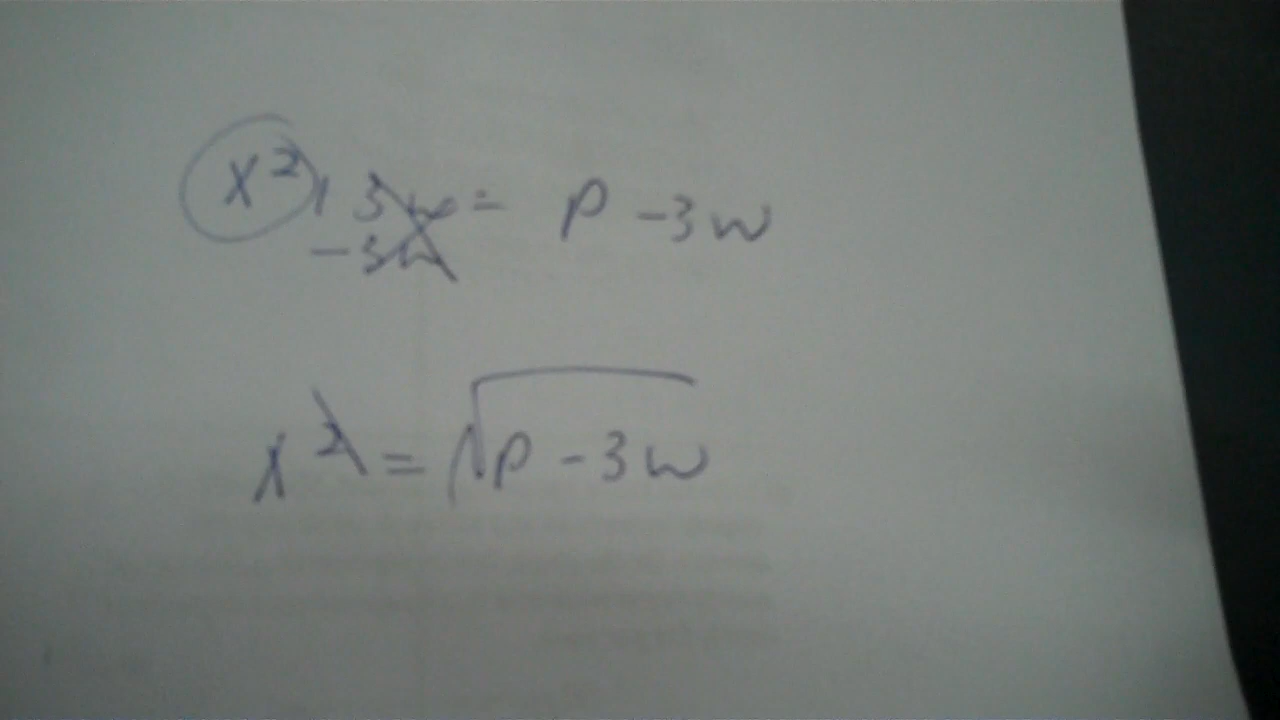 x² + 3w = p - 3w
- 3w
x² = √p - 3w